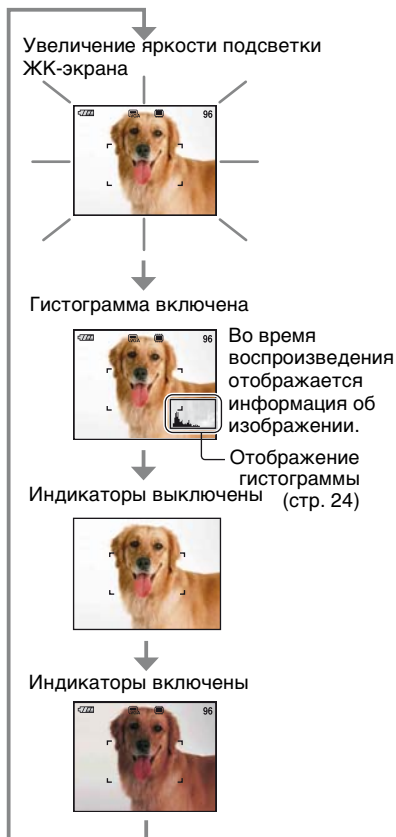 Увеличение яркости подсветки
ЖК-экрана
96
Гистограмма включена
96
Во время
воспроизведения
отображается
информация об
изображении.
Отображение
гистограммы
(стр. 24)
Индикаторы выключены
Индикаторы включены
96